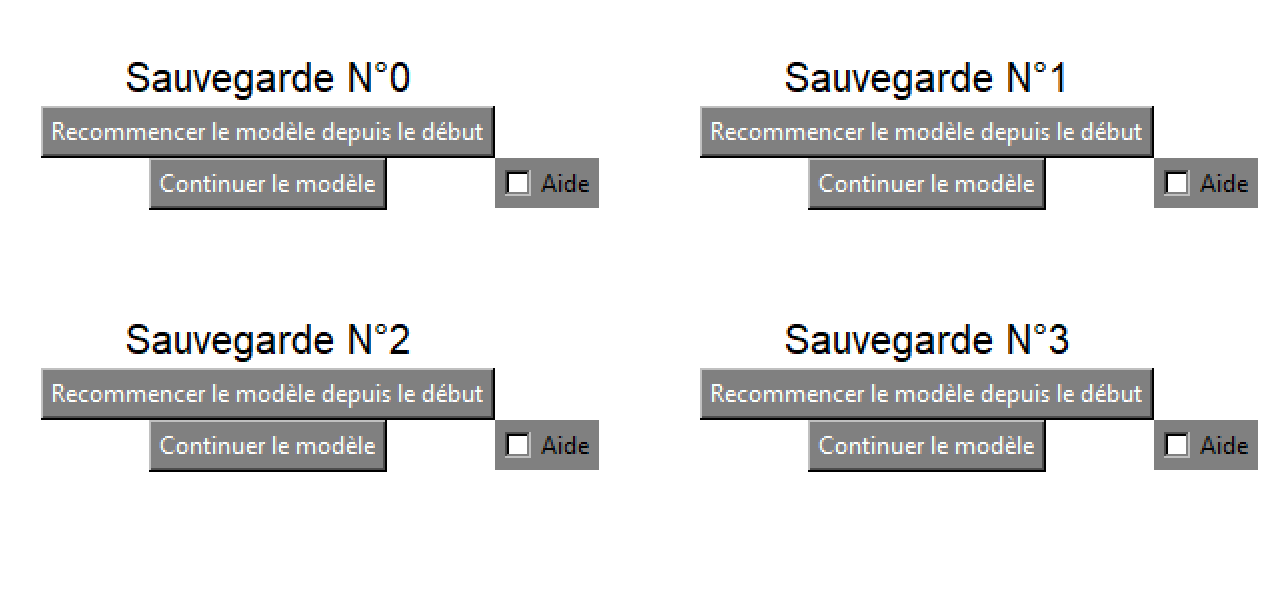 Sauvegarde N°0
Recommencer le modèle depuis le début
Continuer le modèle
Aide
Sauvegarde N°1
Recommencer le modèle depuis le début
Continuer le modèle
Aide
Sauvegarde N°2
Recommencer le modèle depuis le début
Continuer le modèle
Aide
Sauvegarde N°3
Recommencer le modèle depuis le début
Continuer le modèle
Aide